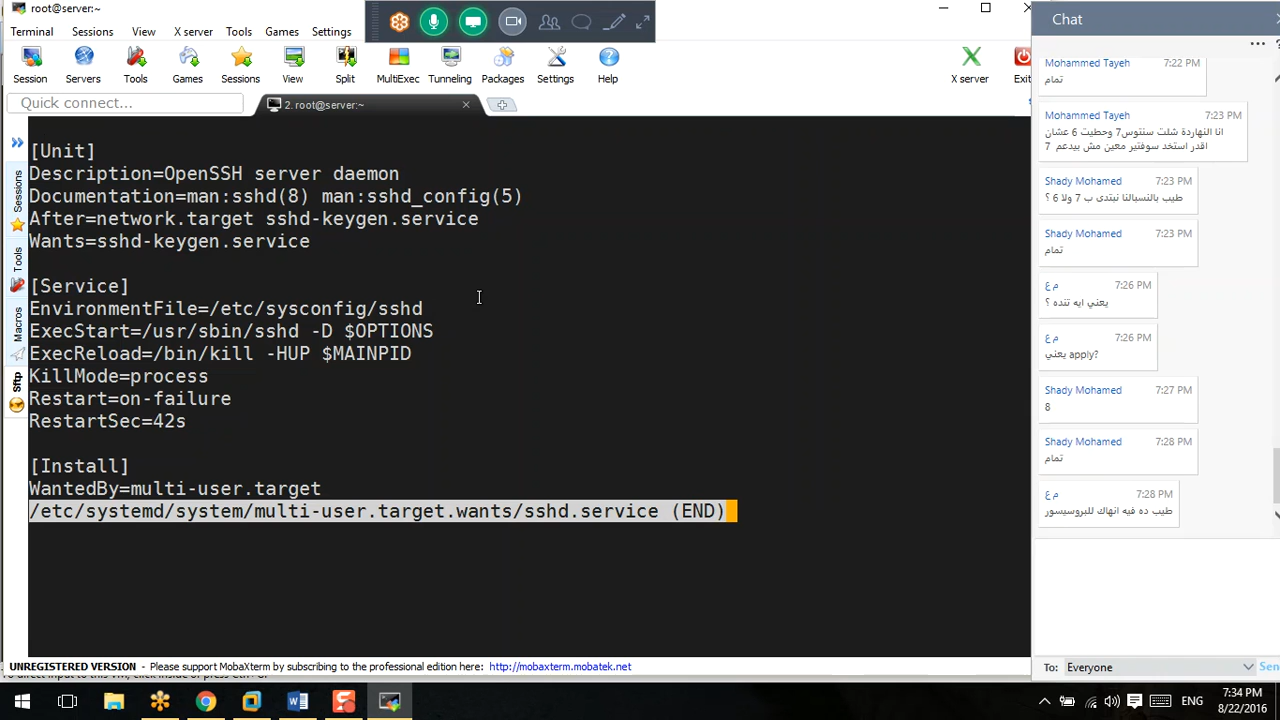 root@server:~
Terminal Sessions View X server Tools Games Settings
Session Servers Tools Games Sessions View Split MultiExec Tunneling Packages Settings Help X server Exit
Quick connect...
2. root@server:~
Sessions
Tools
Macros
Sftp
[Unit]
Description=OpenSSH server daemon
Documentation=man:sshd(8) man:sshd_config(5)
After=network.target sshd-keygen.service
Wants=sshd-keygen.service
[Service]
EnvironmentFile=/etc/sysconfig/sshd
ExecStart=/usr/sbin/sshd -D $OPTIONS
ExecReload=/bin/kill -HUP $MAINPID
KillMode=process
Restart=on-failure
RestartSec=42s
[Install]
WantedBy=multi-user.target
/etc/systemd/system/multi-user.target.wants/sshd.service (END)
UNREGISTERED VERSION - Please support MobaXterm by subscribing to the professional edition here: http://mobaxterm.mobatek.net
Chat
Mohammed Tayeh 7:22 PM
تمام
Mohammed Tayeh 7:23 PM
انا النهاردة شلت سنتوس7 وحطيت 6 عشان
اقدر استخد سوفتير معين مش بيدعم 7
Shady Mohamed 7:23 PM
طيب بالنسبالنا نبتدى ب 7 ولا 6 ؟
Shady Mohamed 7:23 PM
تمام
م ع 7:26 PM
يعني ايه تنده ؟
م ع 7:26 PM
يعني apply?
Shady Mohamed 7:27 PM
8
Shady Mohamed 7:28 PM
تمام
م ع 7:28 PM
طيب ده فيه انهاك للبروسيسور
To: Everyone
ENG
7:34 PM
8/22/2016